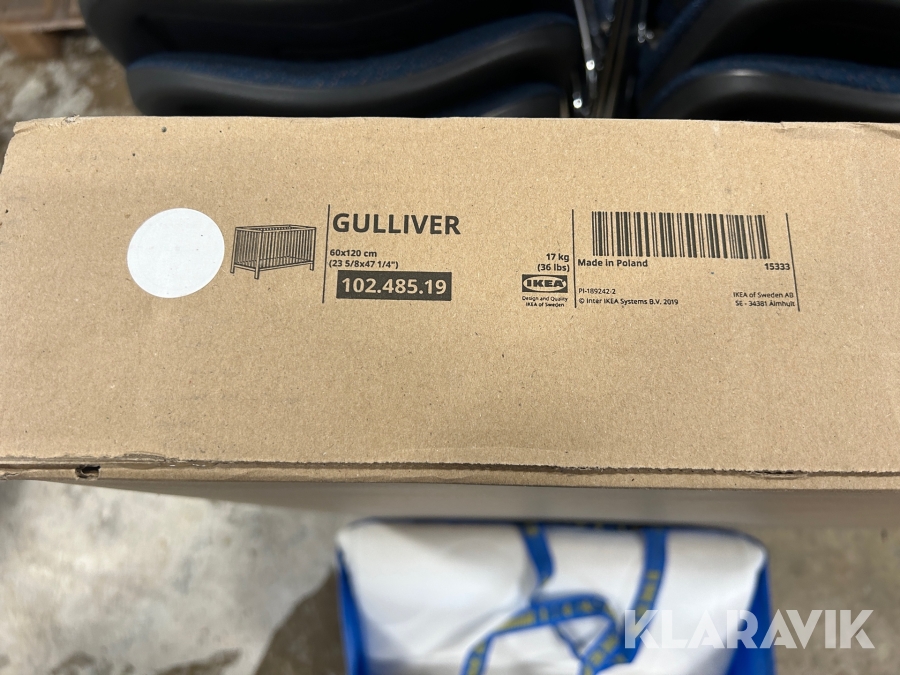 GULLIVER
60x120 cm
(23 5/8x47 1/4")
102.485.19
17 kg
(36 lbs)
IKEA
Design and Quality
IKEA of Sweden
Made in Poland
15333
PI-189242-2
© Inter IKEA Systems B.V. 2019
IKEA of Sweden AB
SE - 34381 Älmhult
KLARAVIK